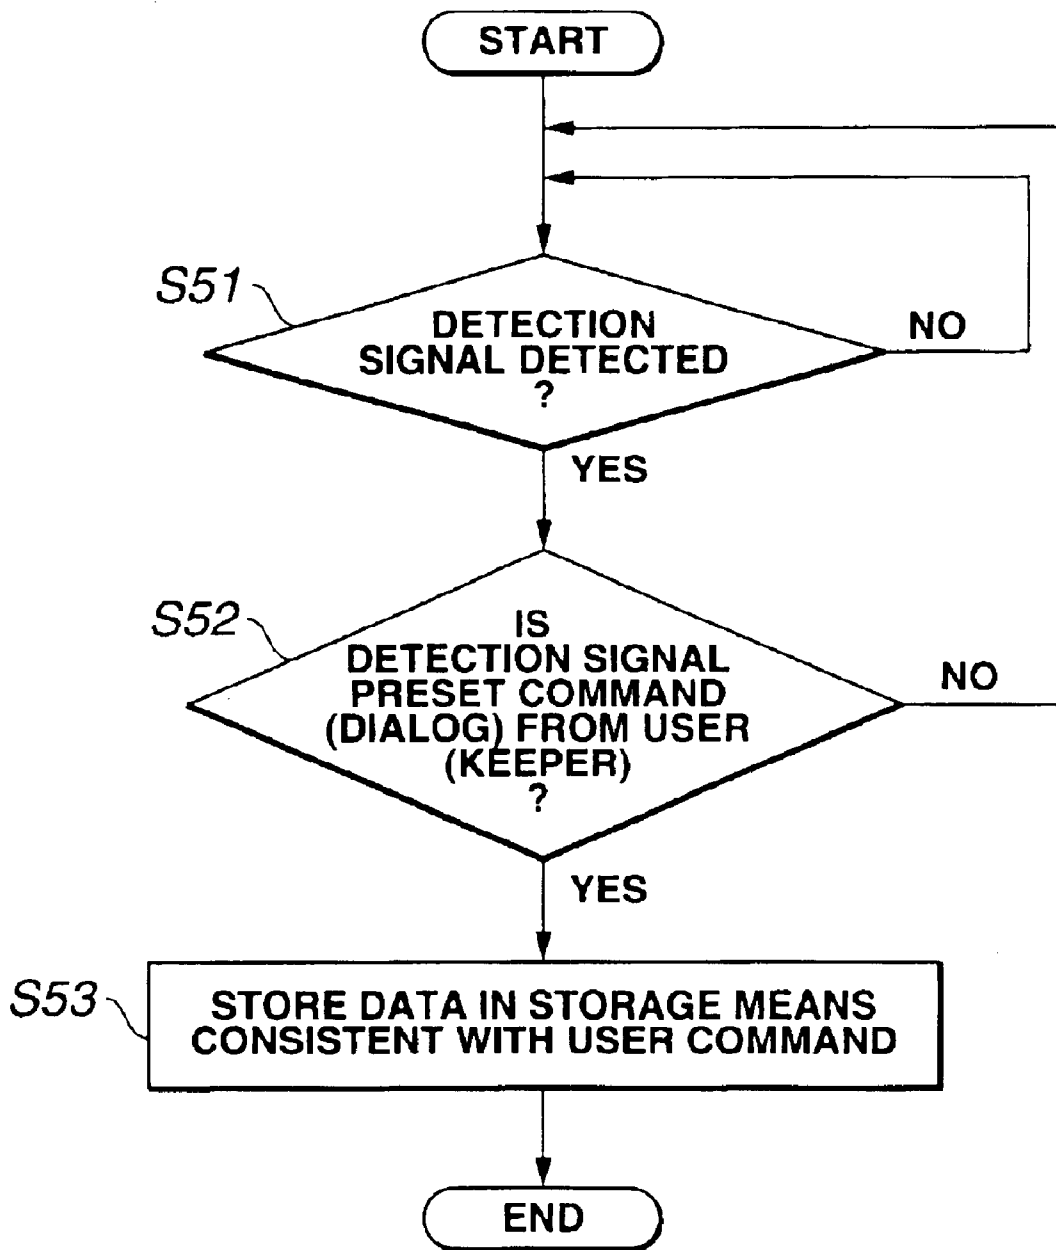 START
S51
DETECTION
SIGNAL DETECTED
?
NO
YES
S52
IS
DETECTION SIGNAL
PRESET COMMAND
(DIALOG) FROM USER
(KEEPER)
?
NO
YES
S53
STORE DATA IN STORAGE MEANS
CONSISTENT WITH USER COMMAND
END